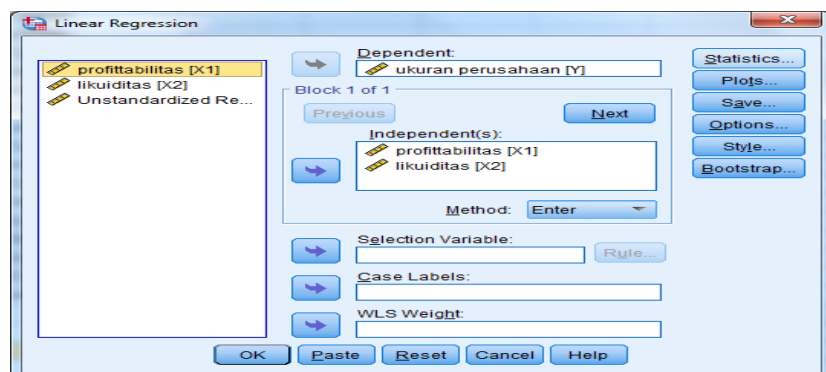 Linear Regression
profittabilitas [X1]
likuiditas [X2]
Unstandardized Re...
Dependent:
ukuran perusahaan [Y]
Block 1 of 1
Previous
Next
Independent(s):
profittabilitas [X1]
likuiditas [X2]
Method: Enter
Selection Variable:
Rule...
Case Labels:
WLS Weight:
Statistics...
Plots...
Save...
Options...
Style...
Bootstrap...
OK Paste Reset Cancel Help